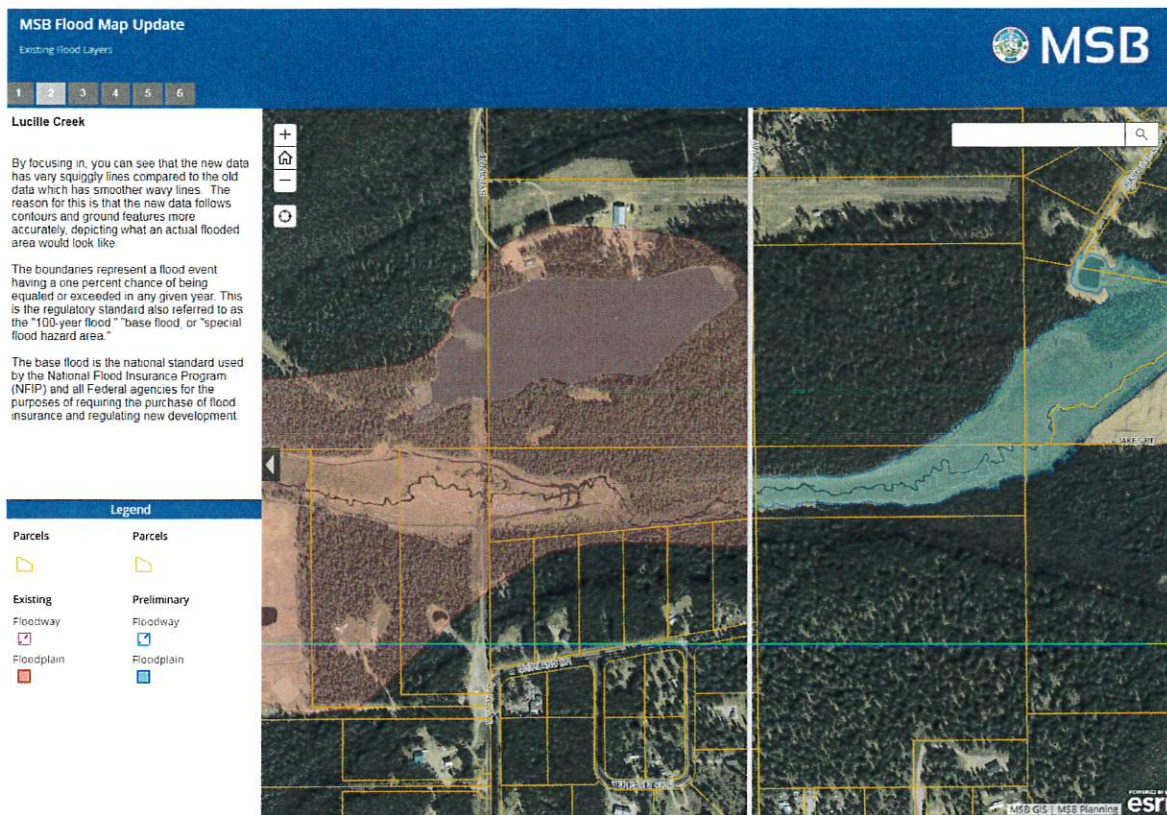 MSB Flood Map Update
Existing Flood Layers
MSB
1 2 3 4 5 6
Lucille Creek
By focusing in, you can see that the new data
has very squiggly lines compared to the old
data which has smoother wavy lines. The
reason for this is that the new data follows
contours and ground features more
accurately, depicting what an actual flooded
area would look like.
The boundaries represent a flood event
having a one percent chance of being
equaled or exceeded in any given year. This
is the regulatory standard also referred to as
the "100-year flood," "base flood, or "special
flood hazard area."
The base flood is the national standard used
by the National Flood Insurance Program
(NFIP) and all Federal agencies for the
purposes of requiring the purchase of flood
insurance and regulating new development.
Legend
Parcels Parcels
Existing Preliminary
Floodway Floodway
Floodplain Floodplain
MSB GIS | MSB Planning
POWERED BY
esri